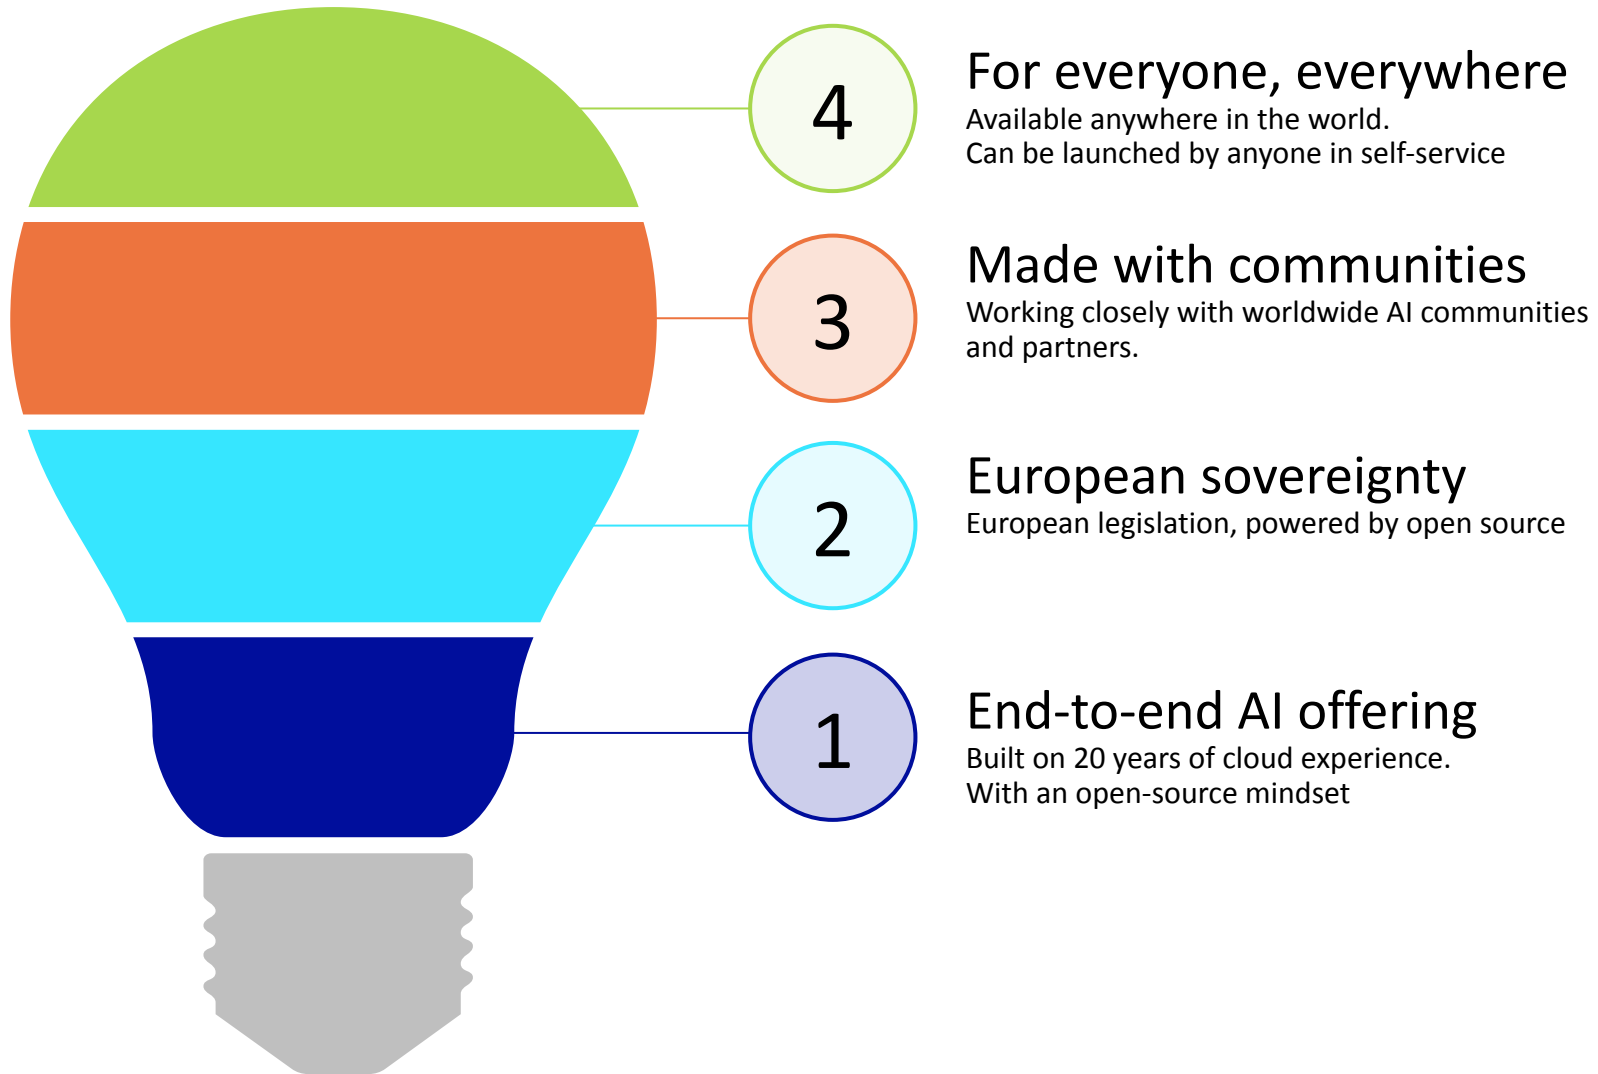 4
For everyone, everywhere
Available anywhere in the world.
Can be launched by anyone in self-service
3
Made with communities
Working closely with worldwide AI communities
and partners.
2
European sovereignty
European legislation, powered by open source
1
End-to-end AI offering
Built on 20 years of cloud experience.
With an open-source mindset